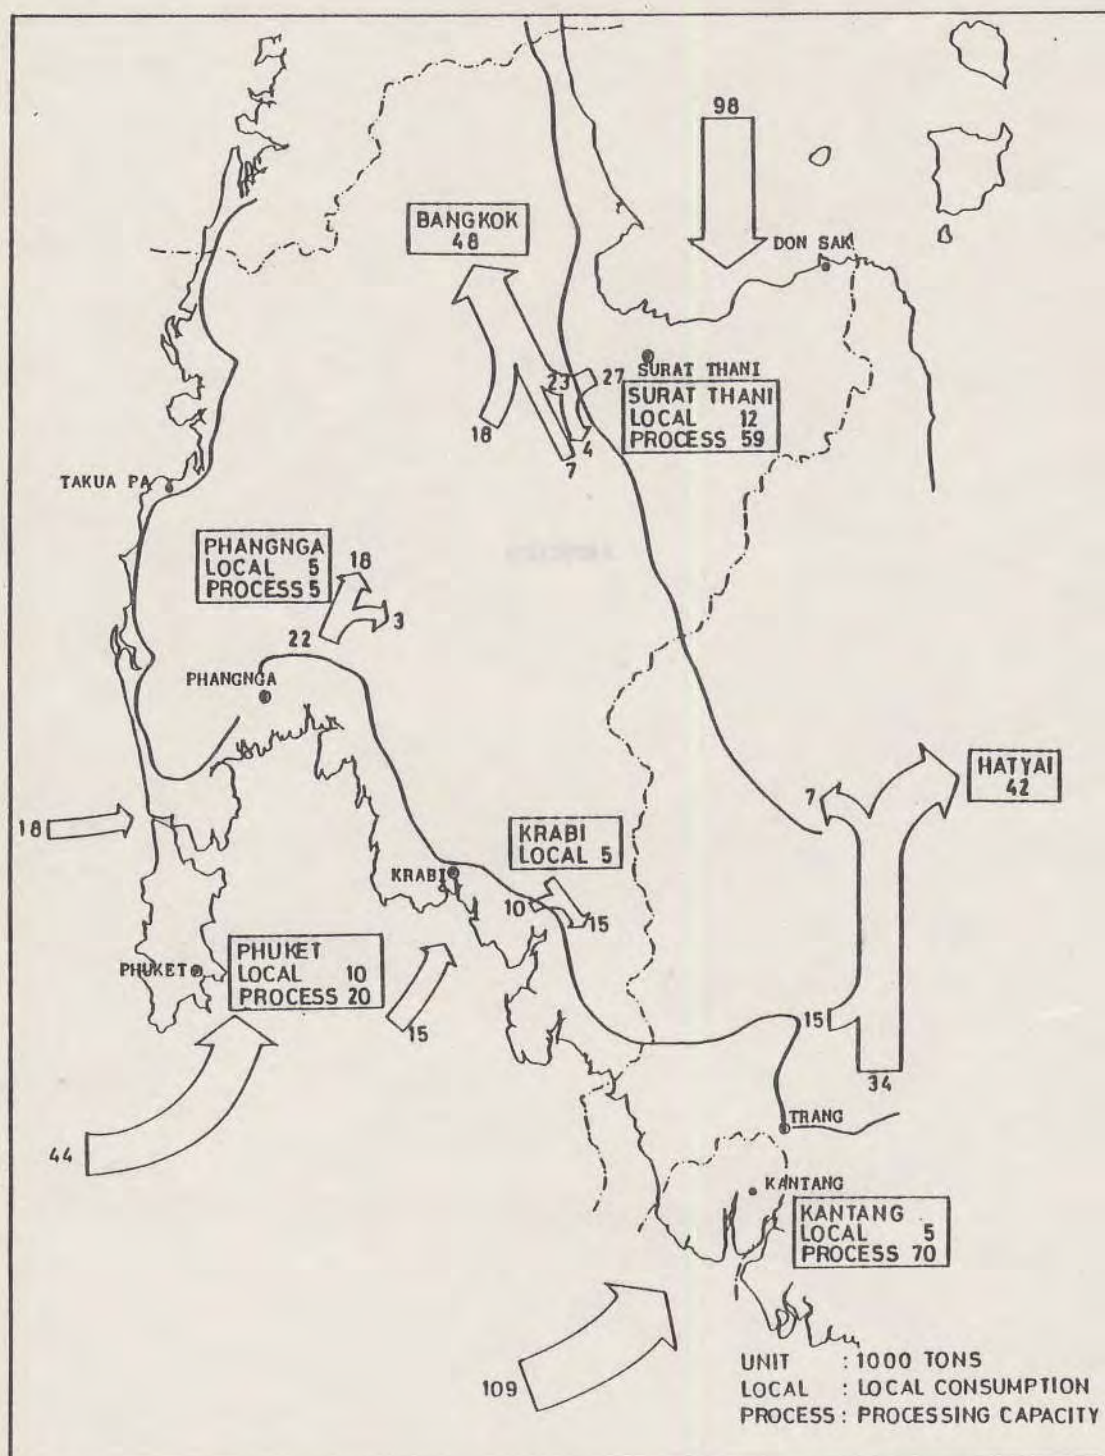 98
BANGKOK
48
DON SAK
SURAT THANI
23
27
SURAT THANI
LOCAL 12
PROCESS 59
18
4
7
TAKUA PA
PHANGNGA
LOCAL 5
PROCESS 5
18
3
22
PHANGNGA
HATYAI
42
7
18
KRABI
LOCAL 5
KRABI
10
15
PHUKET
LOCAL 10
PROCESS 20
PHUKET
15
15
34
TRANG
44
KANTANG
KANTANG
LOCAL 5
PROCESS 70
109
UNIT : 1000 TONS
LOCAL : LOCAL CONSUMPTION
PROCESS : PROCESSING CAPACITY